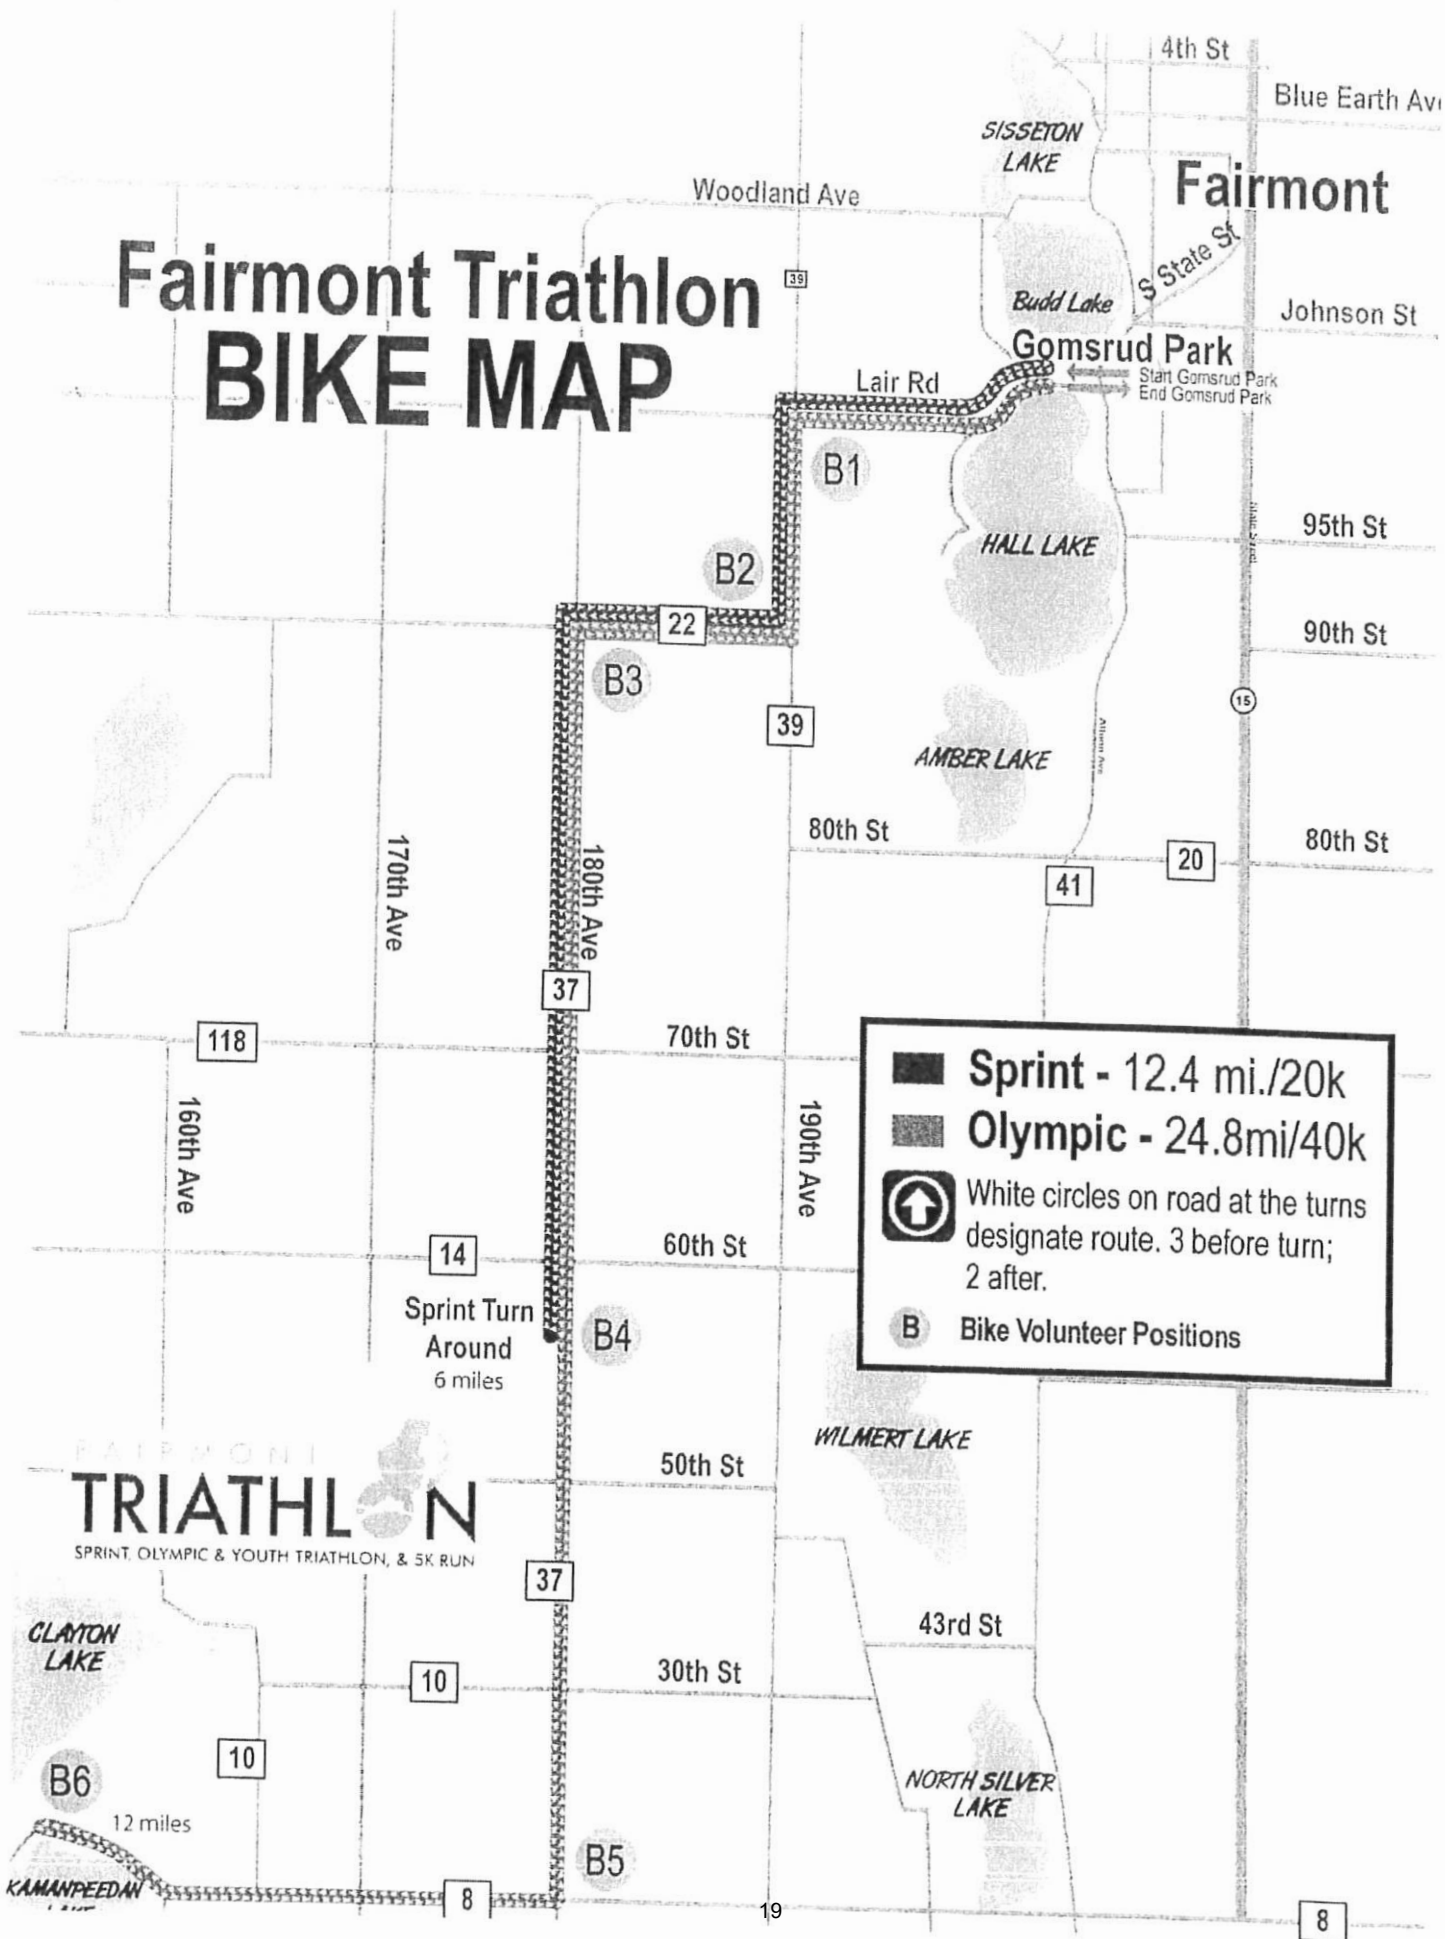 4th St
Blue Earth
SISSETON
LAKE
Fairmont
Woodland Ave
S State St
Fairmont Triathlon
BIKE MAP
39
Budd Lake
Johnson St
Gomsrud Park
Start Gomsrud Park
End Gomsrud Park
Lair Rd
B1
HALL LAKE
95th St
B2
22
90th St
B3
15
39
AMBER LAKE
80th St
80th St
20
41
170th Ave
180th Ave
37
118
70th St
160th Ave
190th Ave
Sprint - 12.4 mi./20k
Olympic - 24.8mi/40k
White circles on road at the turns
designate route. 3 before turn;
2 after.
B Bike Volunteer Positions
14
60th St
Sprint Turn
Around
6 miles
B4
WILMERT LAKE
50th St
FAIRMONT
TRIATHLON
SPRINT, OLYMPIC & YOUTH TRIATHLON, & 5K RUN
37
CLAYTON
LAKE
43rd St
10
30th St
10
B6
12 miles
NORTH SILVER
LAKE
B5
KAMANPEEDAN
8
19
8